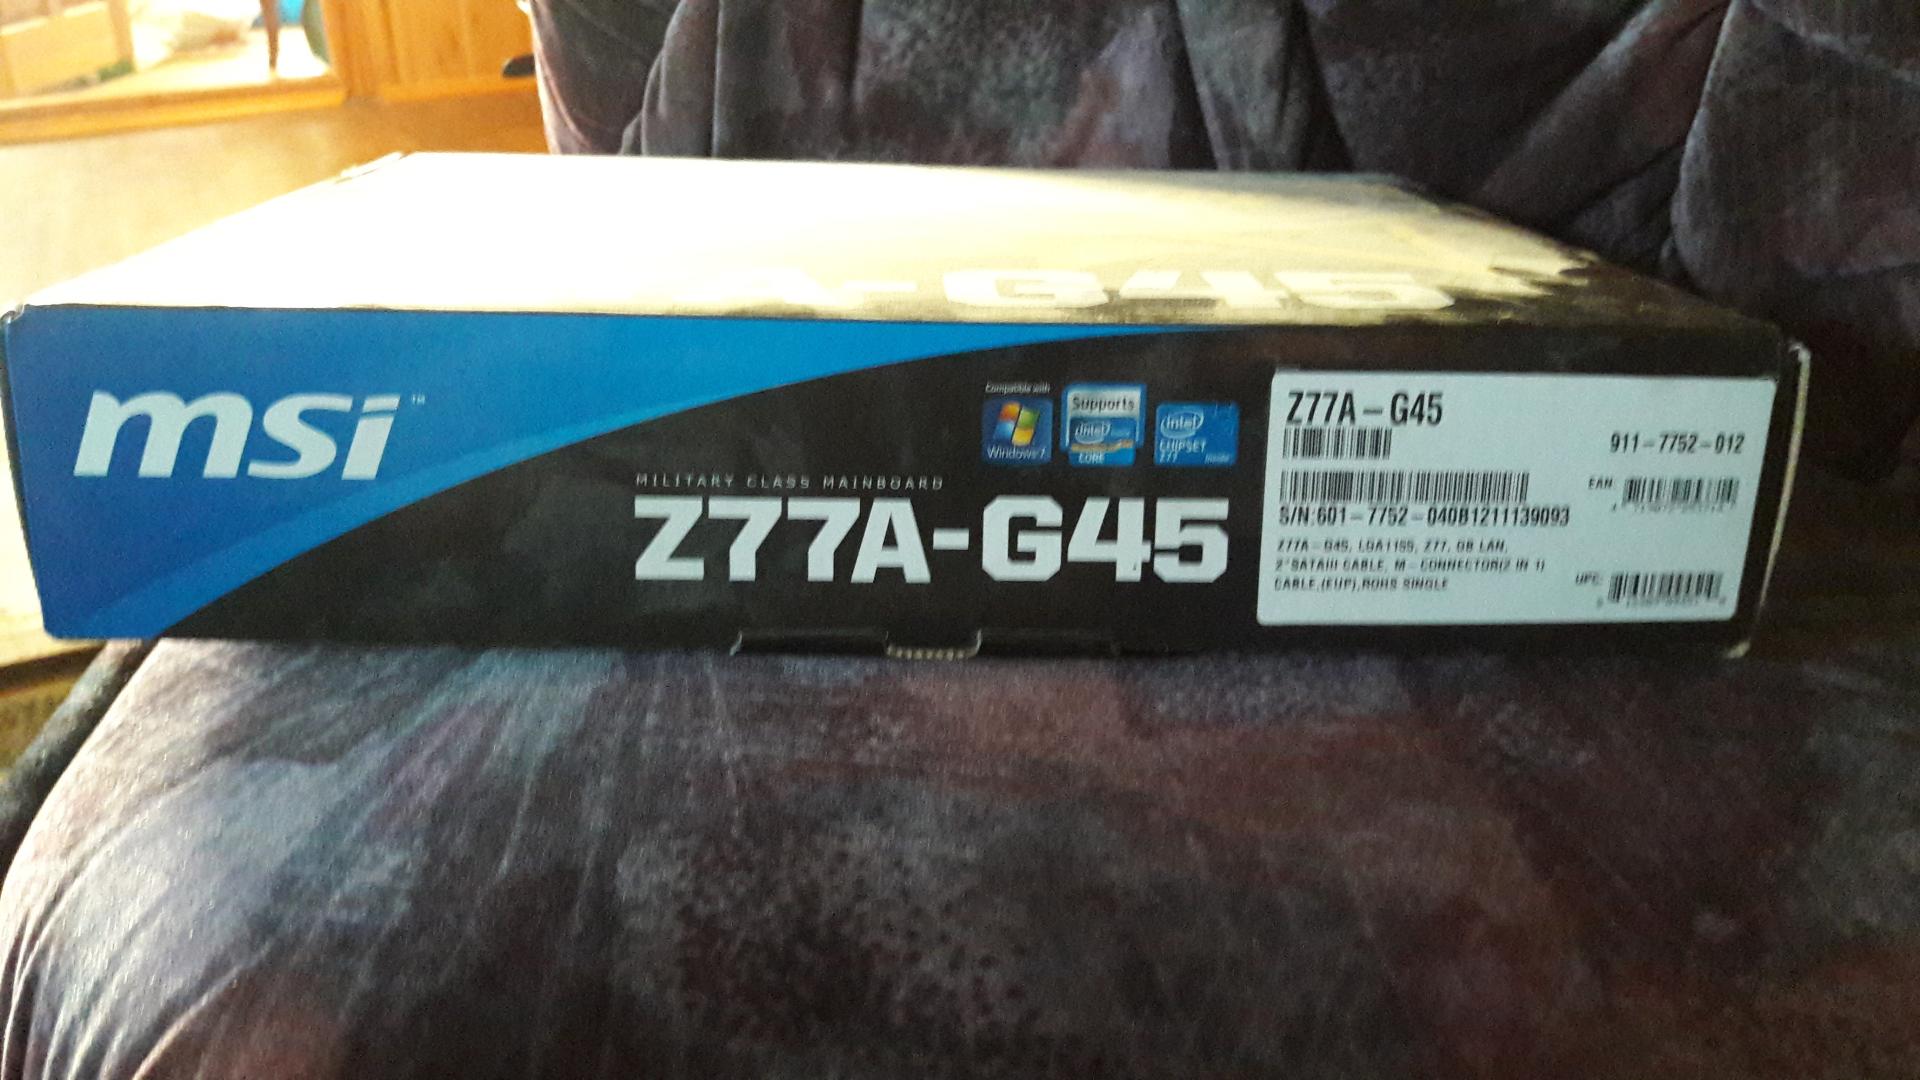 A-G45
msi™
Compatible with
Windows 7
Supports
intel
CORE
intel
CHIPSET
Z77
MILITARY CLASS MAINBOARD
Z77A-G45
Z77A-G45
911-7752-012
EAN:
S/N:601-7752-040B1211139093
Z77A-G45, LGA1155, Z77, GB LAN,
2*SATAIII CABLE, M-CONNECTOR(2 IN 1)
CABLE,(EUP),ROHS SINGLE
UPC: